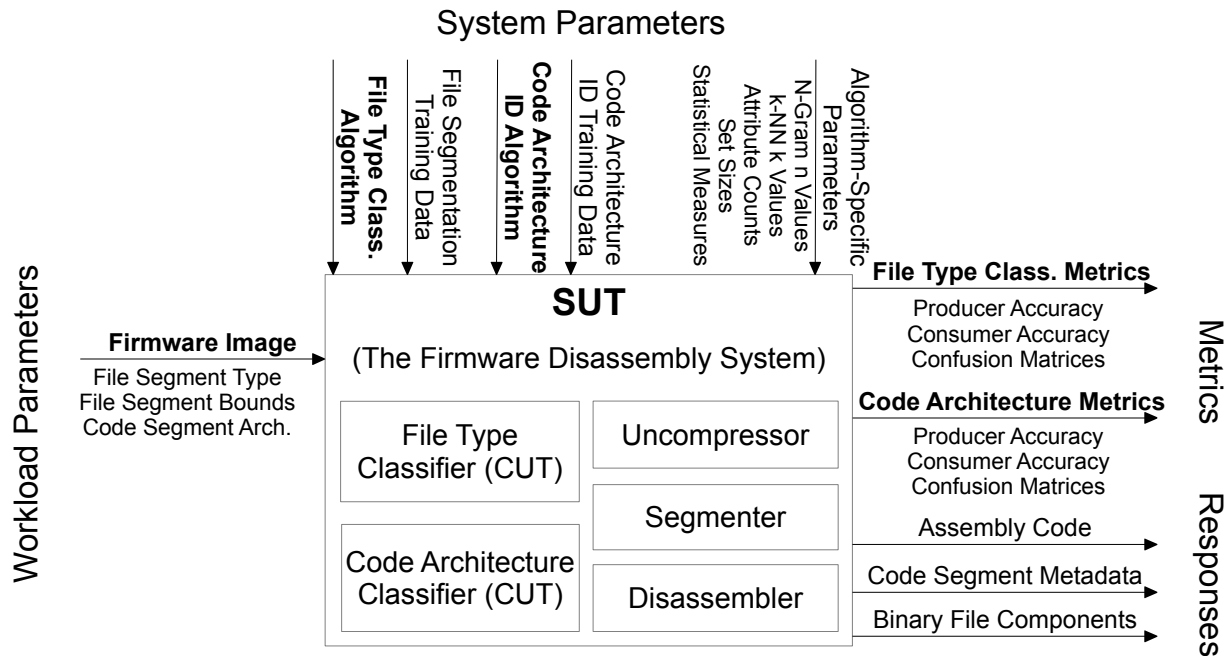 System Parameters
File Type Class.
Algorithm
File Segmentation
Training Data
Code Architecture
ID Algorithm
Code Architecture
ID Training Data
Algorithm-Specific
Parameters
N-Gram n Values
k-NN k Values
Attribute Counts
Set Sizes
Statistical Measures
Workload Parameters
Firmware Image
File Segment Type
File Segment Bounds
Code Segment Arch.
SUT
(The Firmware Disassembly System)
File Type
Classifier (CUT)
Code Architecture
Classifier (CUT)
Uncompressor
Segmenter
Disassembler
File Type Class. Metrics
Producer Accuracy
Consumer Accuracy
Confusion Matrices
Code Architecture Metrics
Producer Accuracy
Consumer Accuracy
Confusion Matrices
Assembly Code
Code Segment Metadata
Binary File Components
Metrics
Responses